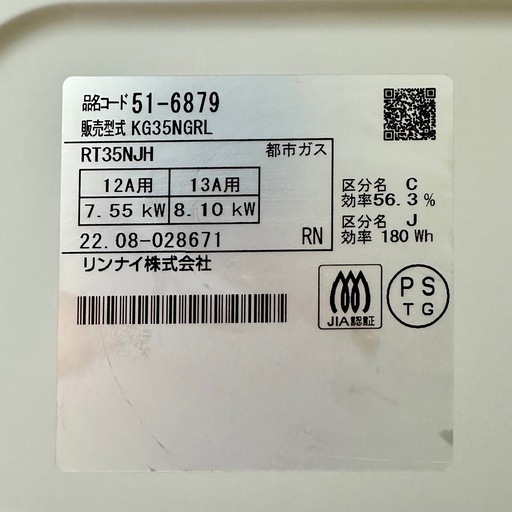 品名コード 51-6879
販売型式 KG35NGRL
RT35NJH 都市ガス
12A用 13A用
7.55 kW 8.10 kW
22.08-028671 RN
リンナイ株式会社
区分名 C
効率56.3 %
区分名 J
効率 180 Wh
JIA認証
PS
TG